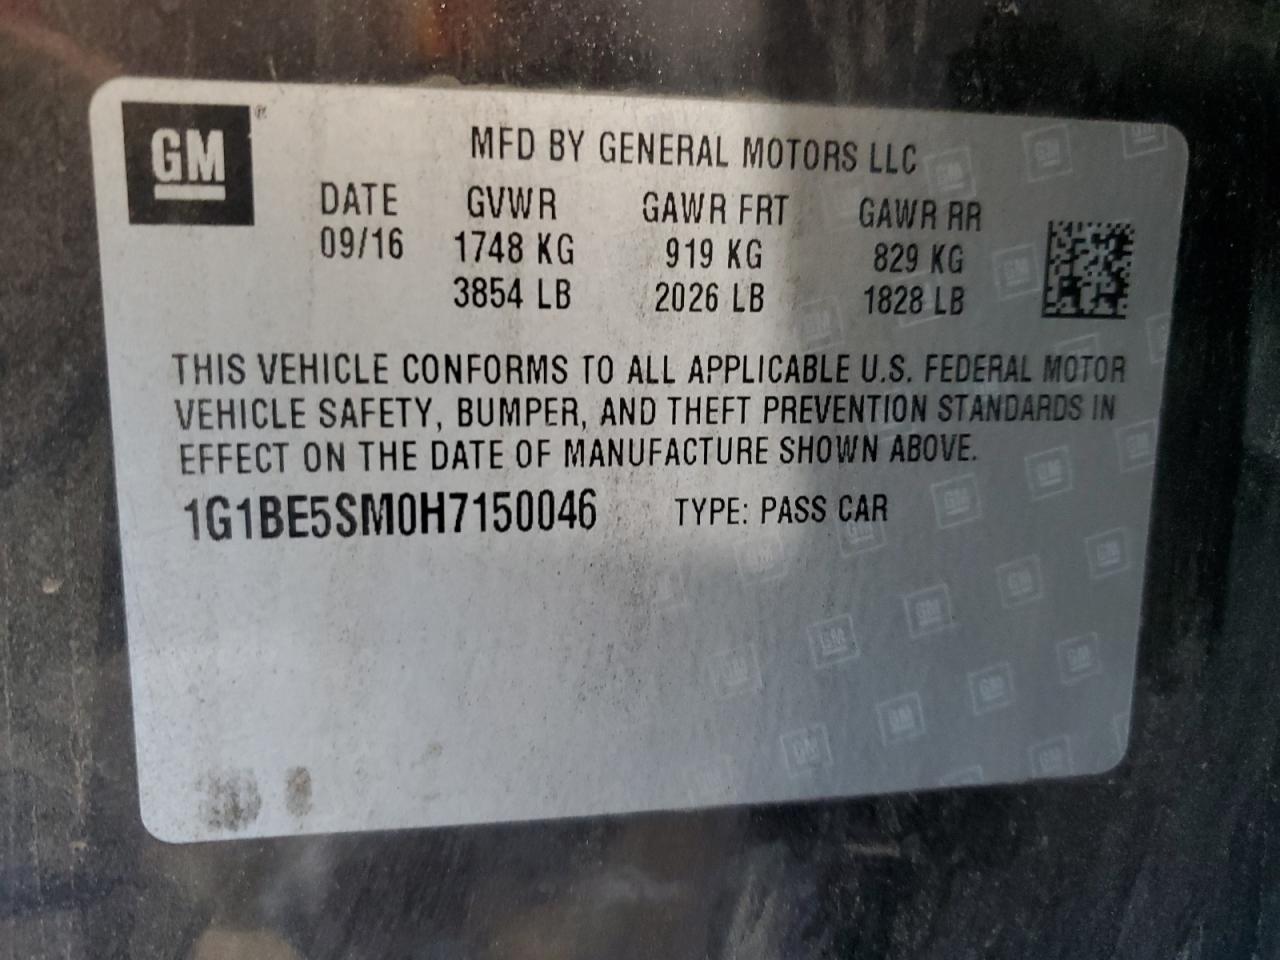 GM ®
MFD BY GENERAL MOTORS LLC
DATE GVWR GAWR FRT GAWR RR
09/16 1748 KG 919 KG 829 KG
3854 LB 2026 LB 1828 LB
THIS VEHICLE CONFORMS TO ALL APPLICABLE U.S. FEDERAL MOTOR
VEHICLE SAFETY, BUMPER, AND THEFT PREVENTION STANDARDS IN
EFFECT ON THE DATE OF MANUFACTURE SHOWN ABOVE.
1G1BE5SM0H7150046 TYPE: PASS CAR